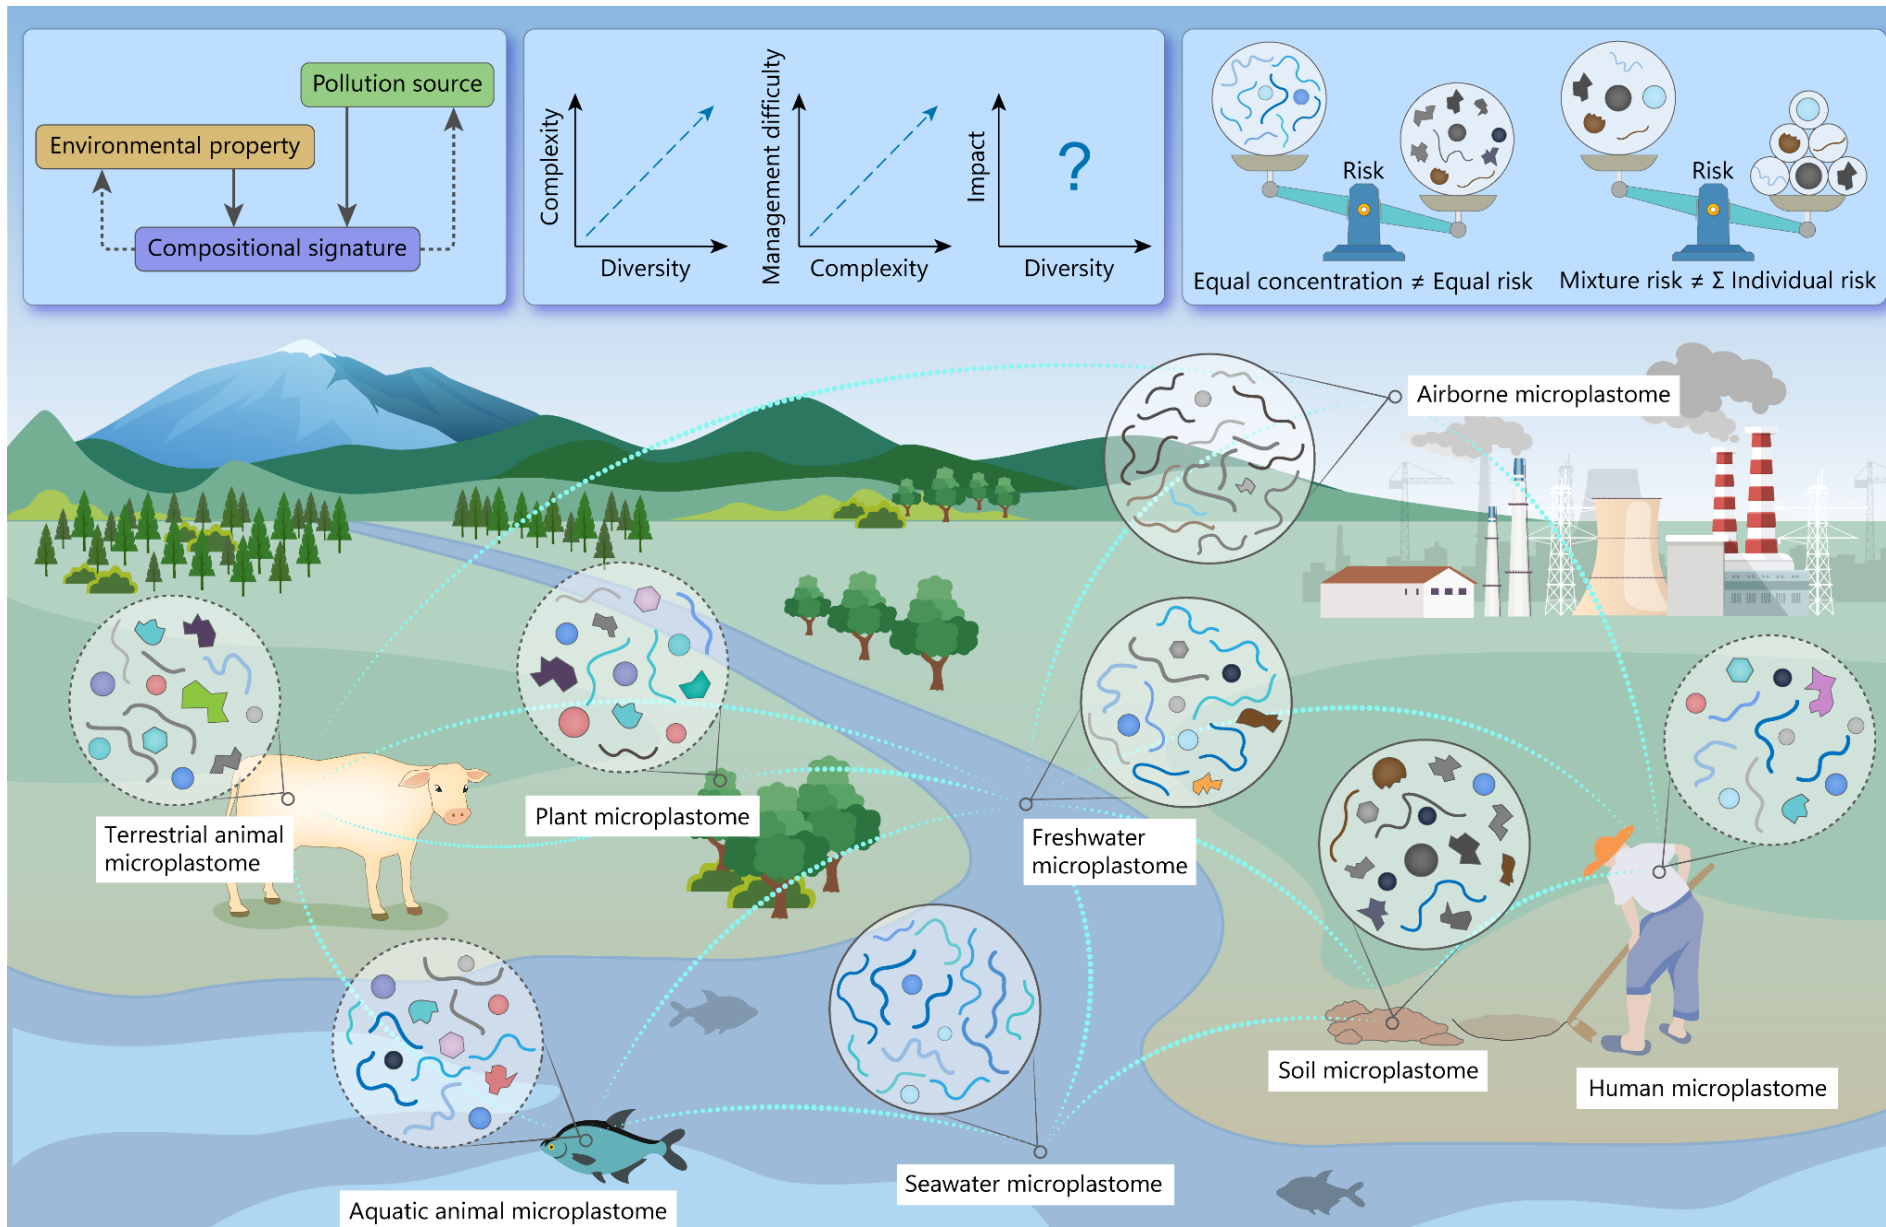 Pollution source
Environmental property
Compositional signature
Complexity
Diversity
Management difficulty
Complexity
Impact
?
Diversity
Risk
Equal concentration ≠ Equal risk
Risk
Mixture risk ≠ Σ Individual risk
Airborne microplastome
Terrestrial animal
microplastome
Plant microplastome
Freshwater
microplastome
Soil microplastome
Human microplastome
Seawater microplastome
Aquatic animal microplastome